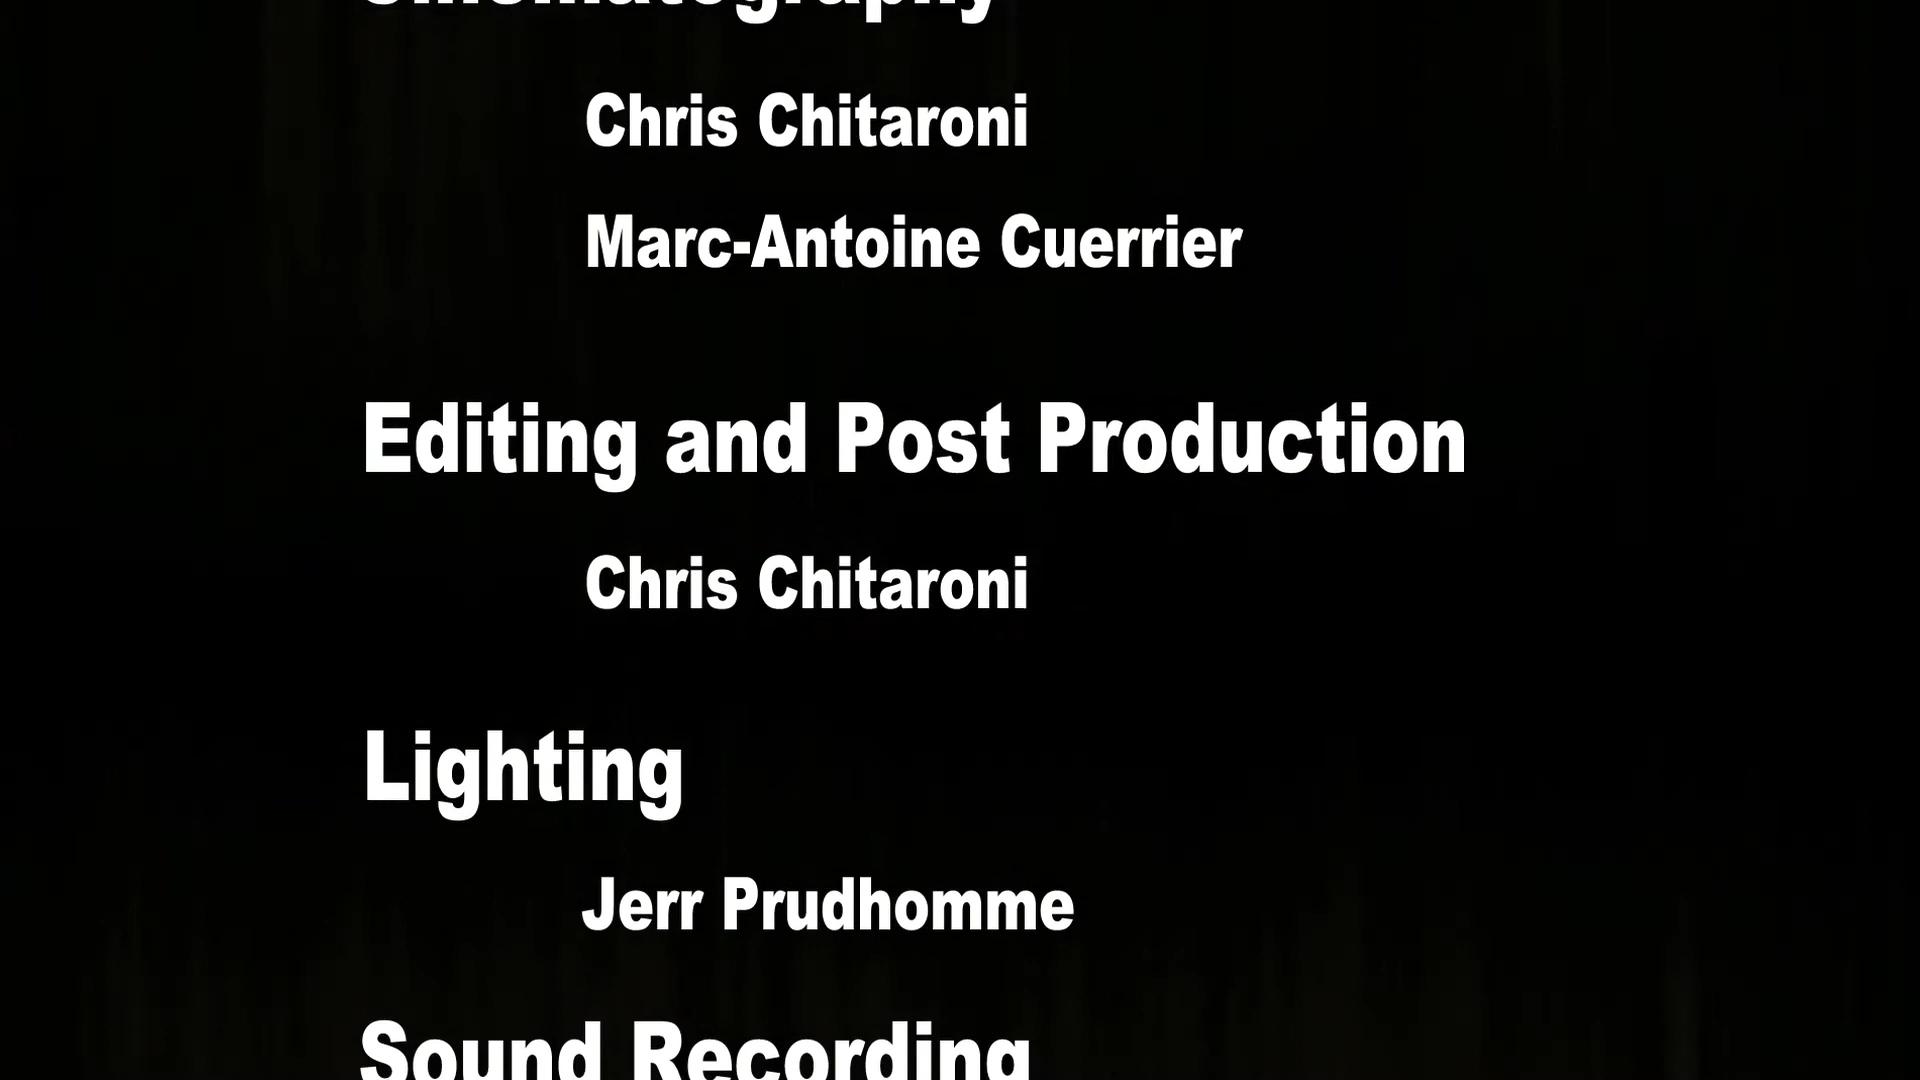 Cinematography
Chris Chitaroni
Marc-Antoine Cuerrier
Editing and Post Production
Chris Chitaroni
Lighting
Jerr Prudhomme
Sound Recording